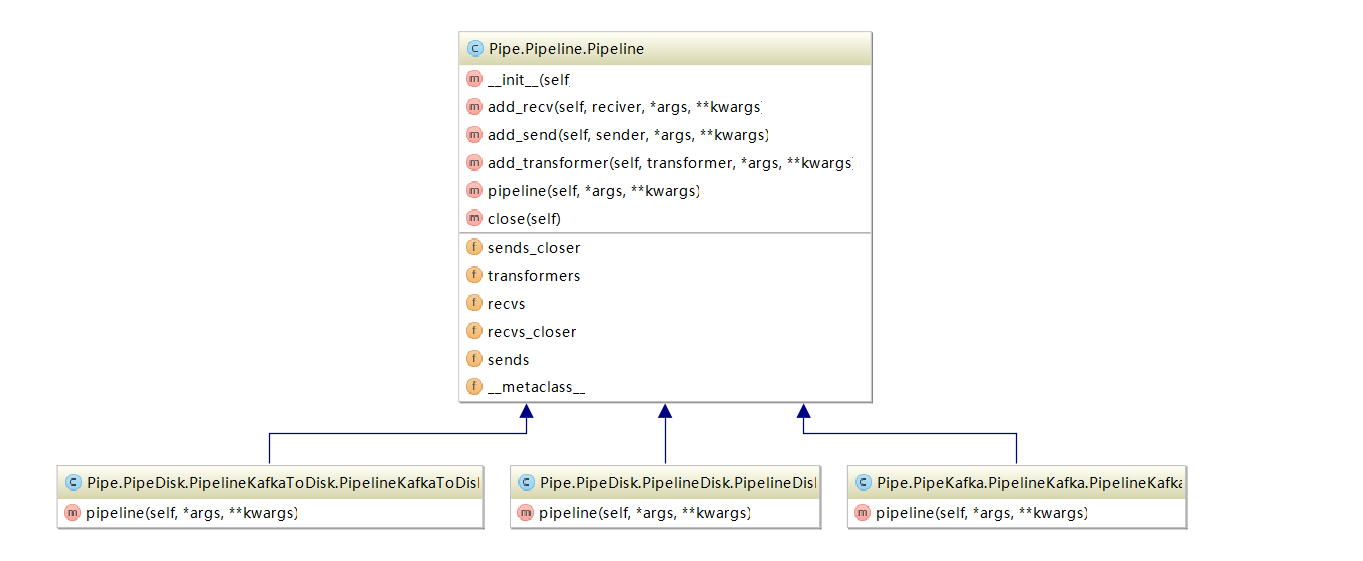 C Pipe.Pipeline.Pipeline
m __init__(self
m add_recv(self, reciver, *args, **kwargs)
m add_send(self, sender, *args, **kwargs)
m add_transformer(self, transformer, *args, **kwargs)
m pipeline(self, *args, **kwargs)
m close(self)
f sends_closer
f transformers
f recvs
f recvs_closer
f sends
f __metaclass__
C Pipe.PipeDisk.PipelineKafkaToDisk.PipelineKafkaToDisk
m pipeline(self, *args, **kwargs)
C Pipe.PipeDisk.PipelineDisk.PipelineDisk
m pipeline(self, *args, **kwargs)
C Pipe.PipeKafka.PipelineKafka.PipelineKafka
m pipeline(self, *args, **kwargs)